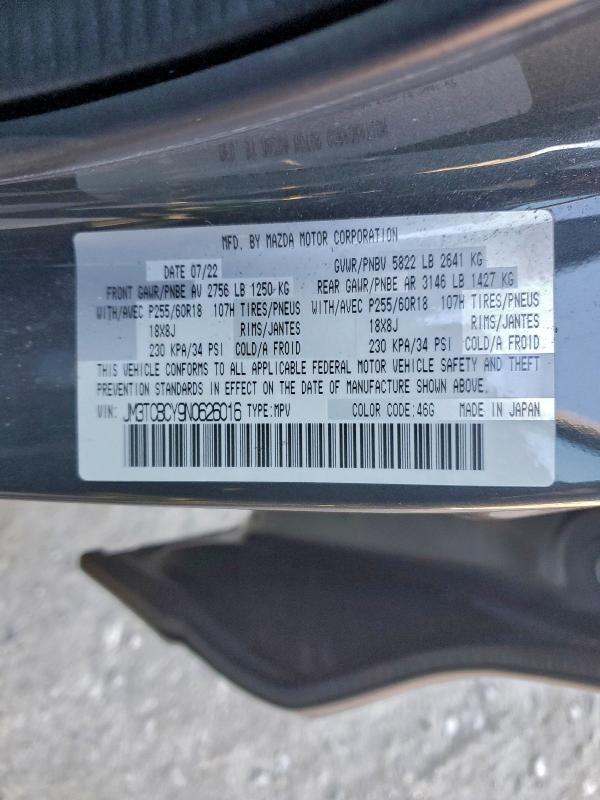 MFD. BY MAZDA MOTOR CORPORATION
DATE 07/22 GVWR/PNBV 5822 LB 2641 KG
FRONT GAWR/PNBE AV 2756 LB 1250 KG REAR GAWR/PNBE AR 3146 LB 1427 KG
WITH/AVEC P255/60R18 107H TIRES/PNEUS WITH/AVEC P255/60R18 107H TIRES/PNEUS
18X8J RIMS/JANTES 18X8J RIMS/JANTES
230 KPA/34 PSI COLD/A FROID 230 KPA/34 PSI COLD/A FROID
THIS VEHICLE CONFORMS TO ALL APPLICABLE FEDERAL MOTOR VEHICLE SAFETY AND THEFT
PREVENTION STANDARDS IN EFFECT ON THE DATE OF MANUFACTURE SHOWN ABOVE.
VIN: JM3TCBCY9N0626016 TYPE:MPV COLOR CODE:46G MADE IN JAPAN